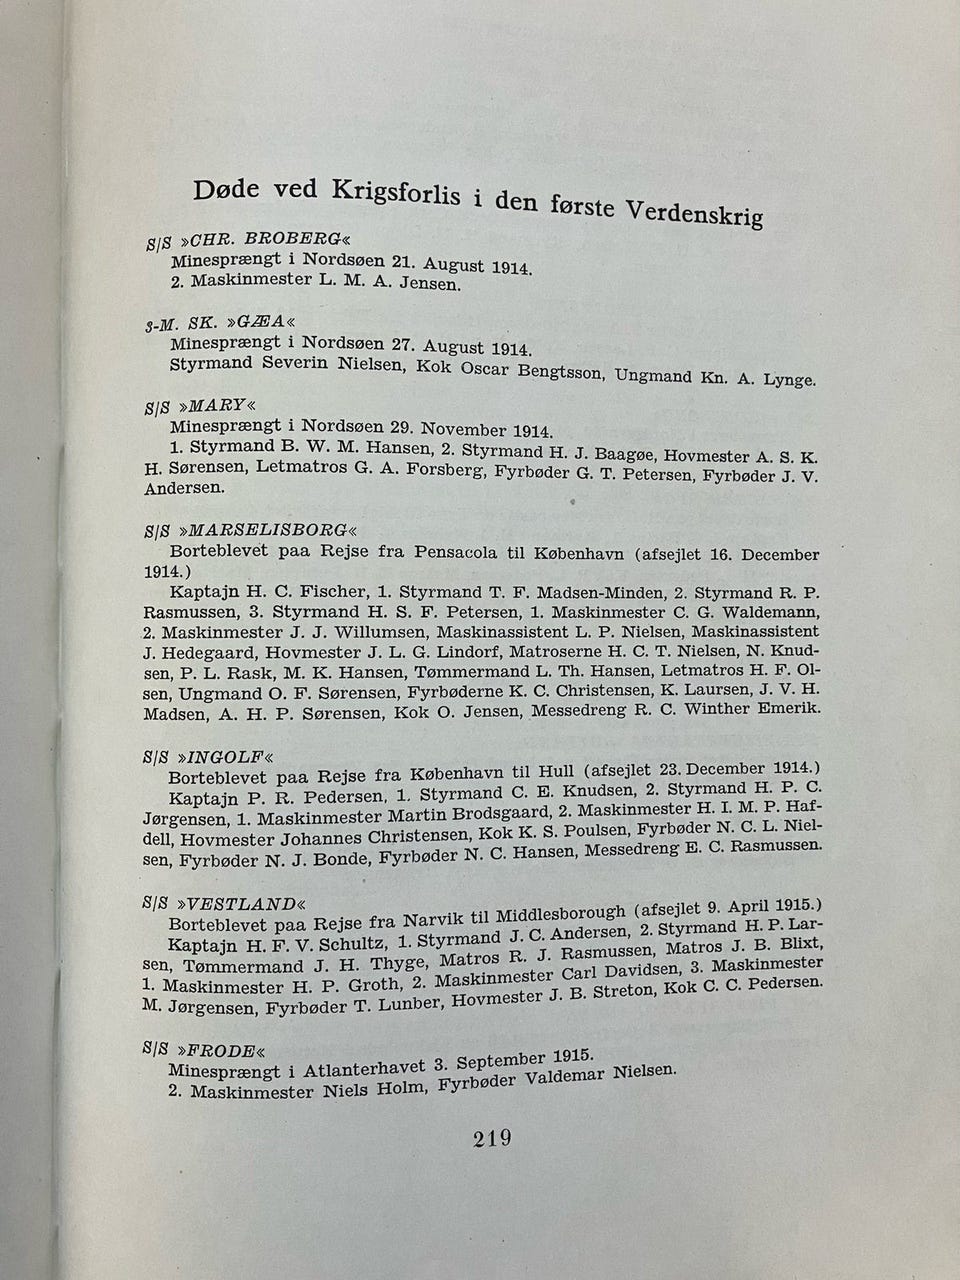 Døde ved Krigsforlis i den første Verdenskrig
S/S »CHR. BROBERG«
Minesprængt i Nordsøen 21. August 1914.
2. Maskinmester L. M. A. Jensen.
3-M. SK. »GÆA«
Minesprængt i Nordsøen 27. August 1914.
Styrmand Severin Nielsen, Kok Oscar Bengtsson, Ungmand Kn. A. Lynge.
S/S »MARY«
Minesprængt i Nordsøen 29. November 1914.
1. Styrmand B. W. M. Hansen, 2. Styrmand H. J. Baagøe, Hovmester A. S. K.
H. Sørensen, Letmatros G. A. Forsberg, Fyrbøder G. T. Petersen, Fyrbøder J. V.
Andersen.
S/S »MARSELISBORG«
Borteblevet paa Rejse fra Pensacola til København (afsejlet 16. December
1914.)
Kaptajn H. C. Fischer, 1. Styrmand T. F. Madsen-Minden, 2. Styrmand R. P.
Rasmussen, 3. Styrmand H. S. F. Petersen, 1. Maskinmester C. G. Waldemann,
2. Maskinmester J. J. Willumsen, Maskinassistent L. P. Nielsen, Maskinassistent
J. Hedegaard, Hovmester J. L. G. Lindorf, Matroserne H. C. T. Nielsen, N. Knud-
sen, P. L. Rask, M. K. Hansen, Tømmermand L. Th. Hansen, Letmatros H. F. Ol-
sen, Ungmand O. F. Sørensen, Fyrbøderne K. C. Christensen, K. Laursen, J. V. H.
Madsen, A. H. P. Sørensen, Kok O. Jensen, Messedreng R. C. Winther Emerik.
S/S »INGOLF«
Borteblevet paa Rejse fra København til Hull (afsejlet 23. December 1914.)
Kaptajn P. R. Pedersen, 1. Styrmand C. E. Knudsen, 2. Styrmand H. P. C.
Jørgensen, 1. Maskinmester Martin Brodsgaard, 2. Maskinmester H. I. M. P. Haf-
dell, Hovmester Johannes Christensen, Kok K. S. Poulsen, Fyrbøder N. C. L. Niel-
sen, Fyrbøder N. J. Bonde, Fyrbøder N. C. Hansen, Messedreng E. C. Rasmussen.
S/S »VESTLAND«
Borteblevet paa Rejse fra Narvik til Middlesborough (afsejlet 9. April 1915.)
Kaptajn H. F. V. Schultz, 1. Styrmand J. C. Andersen, 2. Styrmand H. P. Lar-
sen, Tømmermand J. H. Thyge, Matros R. J. Rasmussen, Matros J. B. Blixt,
1. Maskinmester H. P. Groth, 2. Maskinmester Carl Davidsen, 3. Maskinmester
M. Jørgensen, Fyrbøder T. Lunber, Hovmester J. B. Streton, Kok C. C. Pedersen.
S/S »FRODE«
Minesprængt i Atlanterhavet 3. September 1915.
2. Maskinmester Niels Holm, Fyrbøder Valdemar Nielsen.
219